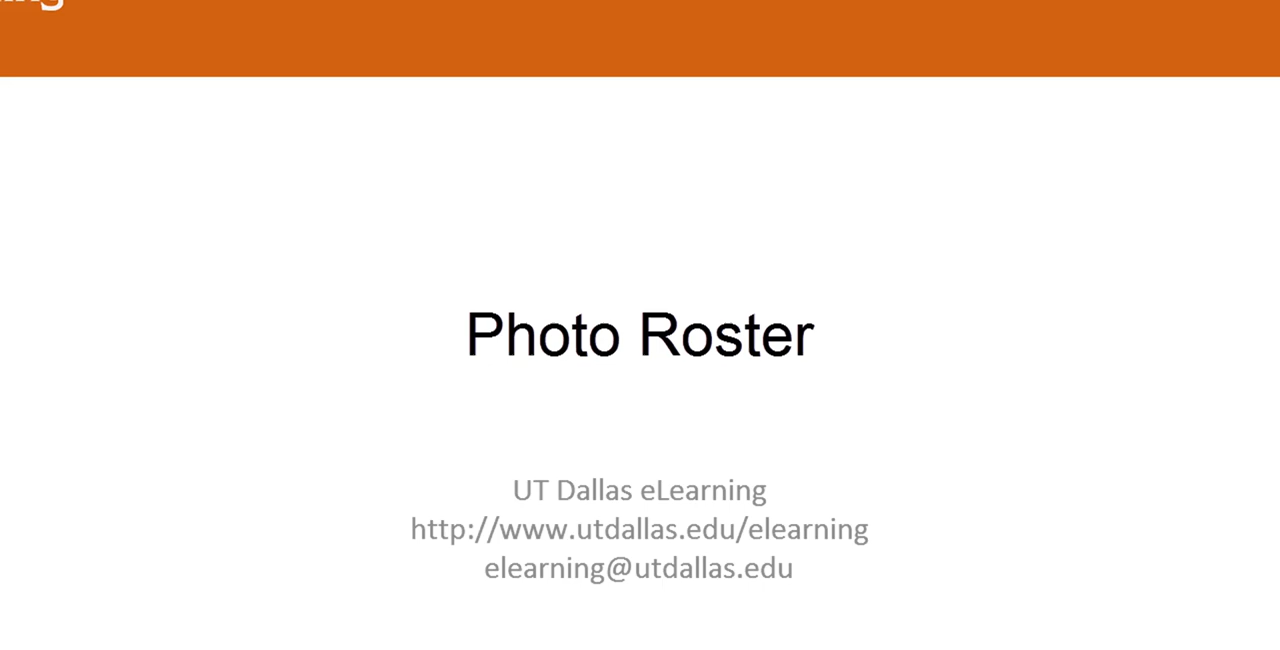 Photo Roster
UT Dallas eLearning
http://www.utdallas.edu/elearning
elearning@utdallas.edu